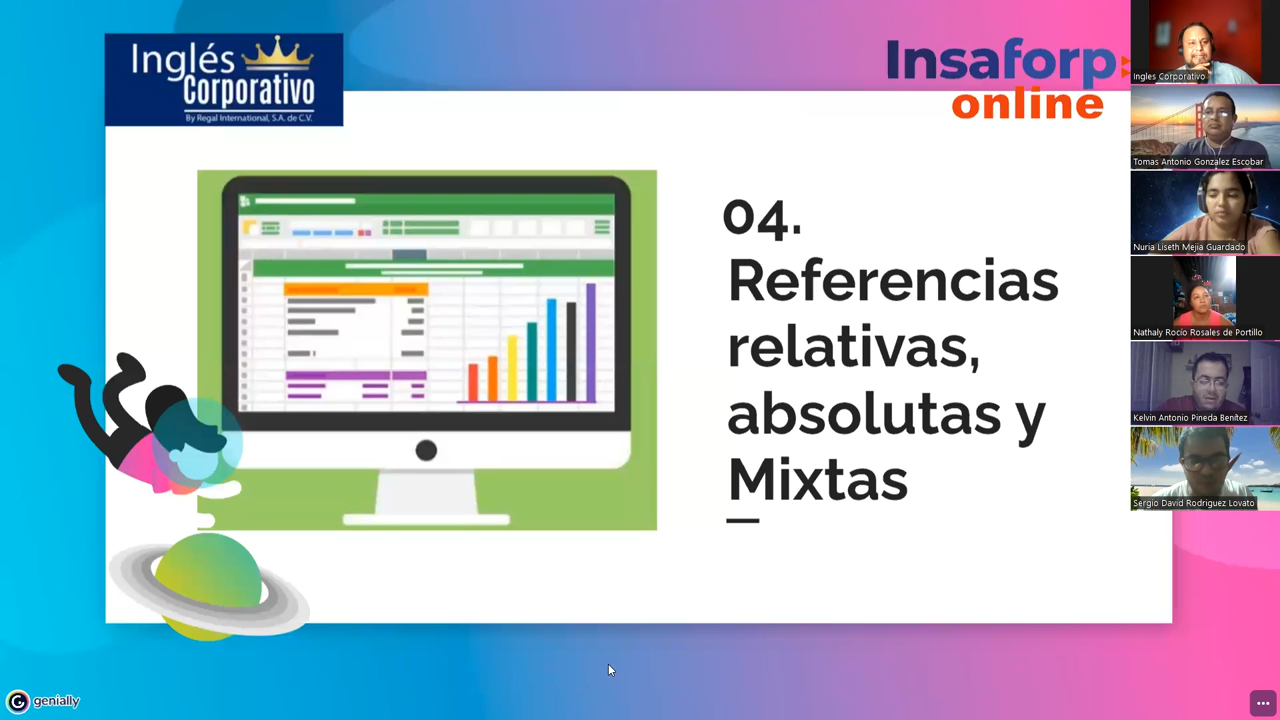 Inglés
Corporativo
By Regal International, S.A. de C.V.
Insaforp
online
04.
Referencias
relativas,
absolutas y
Mixtas
Ingles Corporativo
Tomas Antonio Gonzalez Escobar
Nuria Liseth Mejia Guardado
Nathaly Rocío Rosales de Portillo
Kelvin Antonio Pineda Benítez
Sergio David Rodriguez Lovato
genially